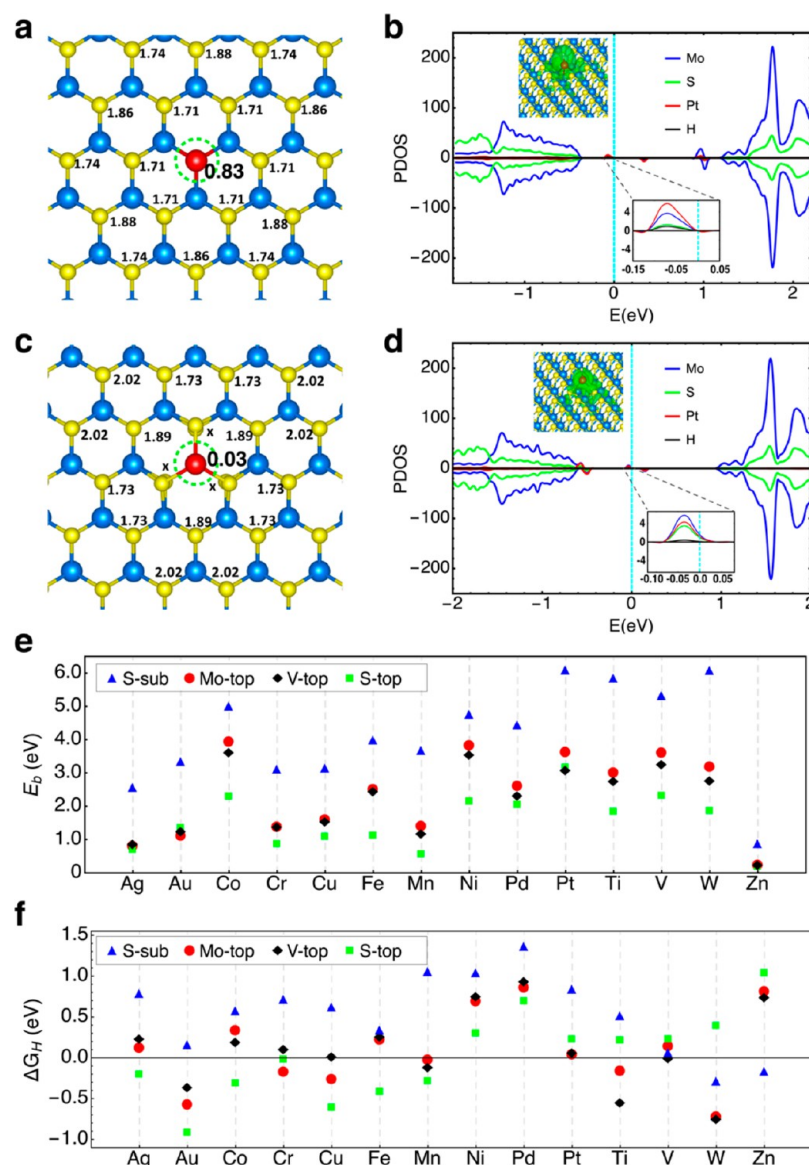 a
1.74 1.88 1.74
1.86 1.71 1.71 1.86
1.74 1.71 0.83 1.71
1.71 1.71
1.88 1.88
1.74 1.86 1.74
b
PDOS
200
100
0
-100
-200
Mo
S
Pt
H
4
0
-4
-0.15 -0.05 0.05
-1 0 1 2
E(eV)
c
2.02 1.73 1.73 2.02
2.02 1.89 x 1.89 2.02
x 0.03
1.73 x 1.73
1.73 1.89 1.73
2.02 2.02
d
PDOS
200
100
0
-100
-200
Mo
S
Pt
H
4
0
-4
-0.10 -0.05 0.0 0.05
-2 -1 0 1 2
E(eV)
e
S-sub Mo-top V-top S-top
E_b (eV)
6.0
5.0
4.0
3.0
2.0
1.0
0
Ag Au Co Cr Cu Fe Mn Ni Pd Pt Ti V W Zn
f
S-sub Mo-top V-top S-top
ΔG_H (eV)
1.5
1.0
0.5
0.0
-0.5
-1.0
Ag Au Co Cr Cu Fe Mn Ni Pd Pt Ti V W Zn